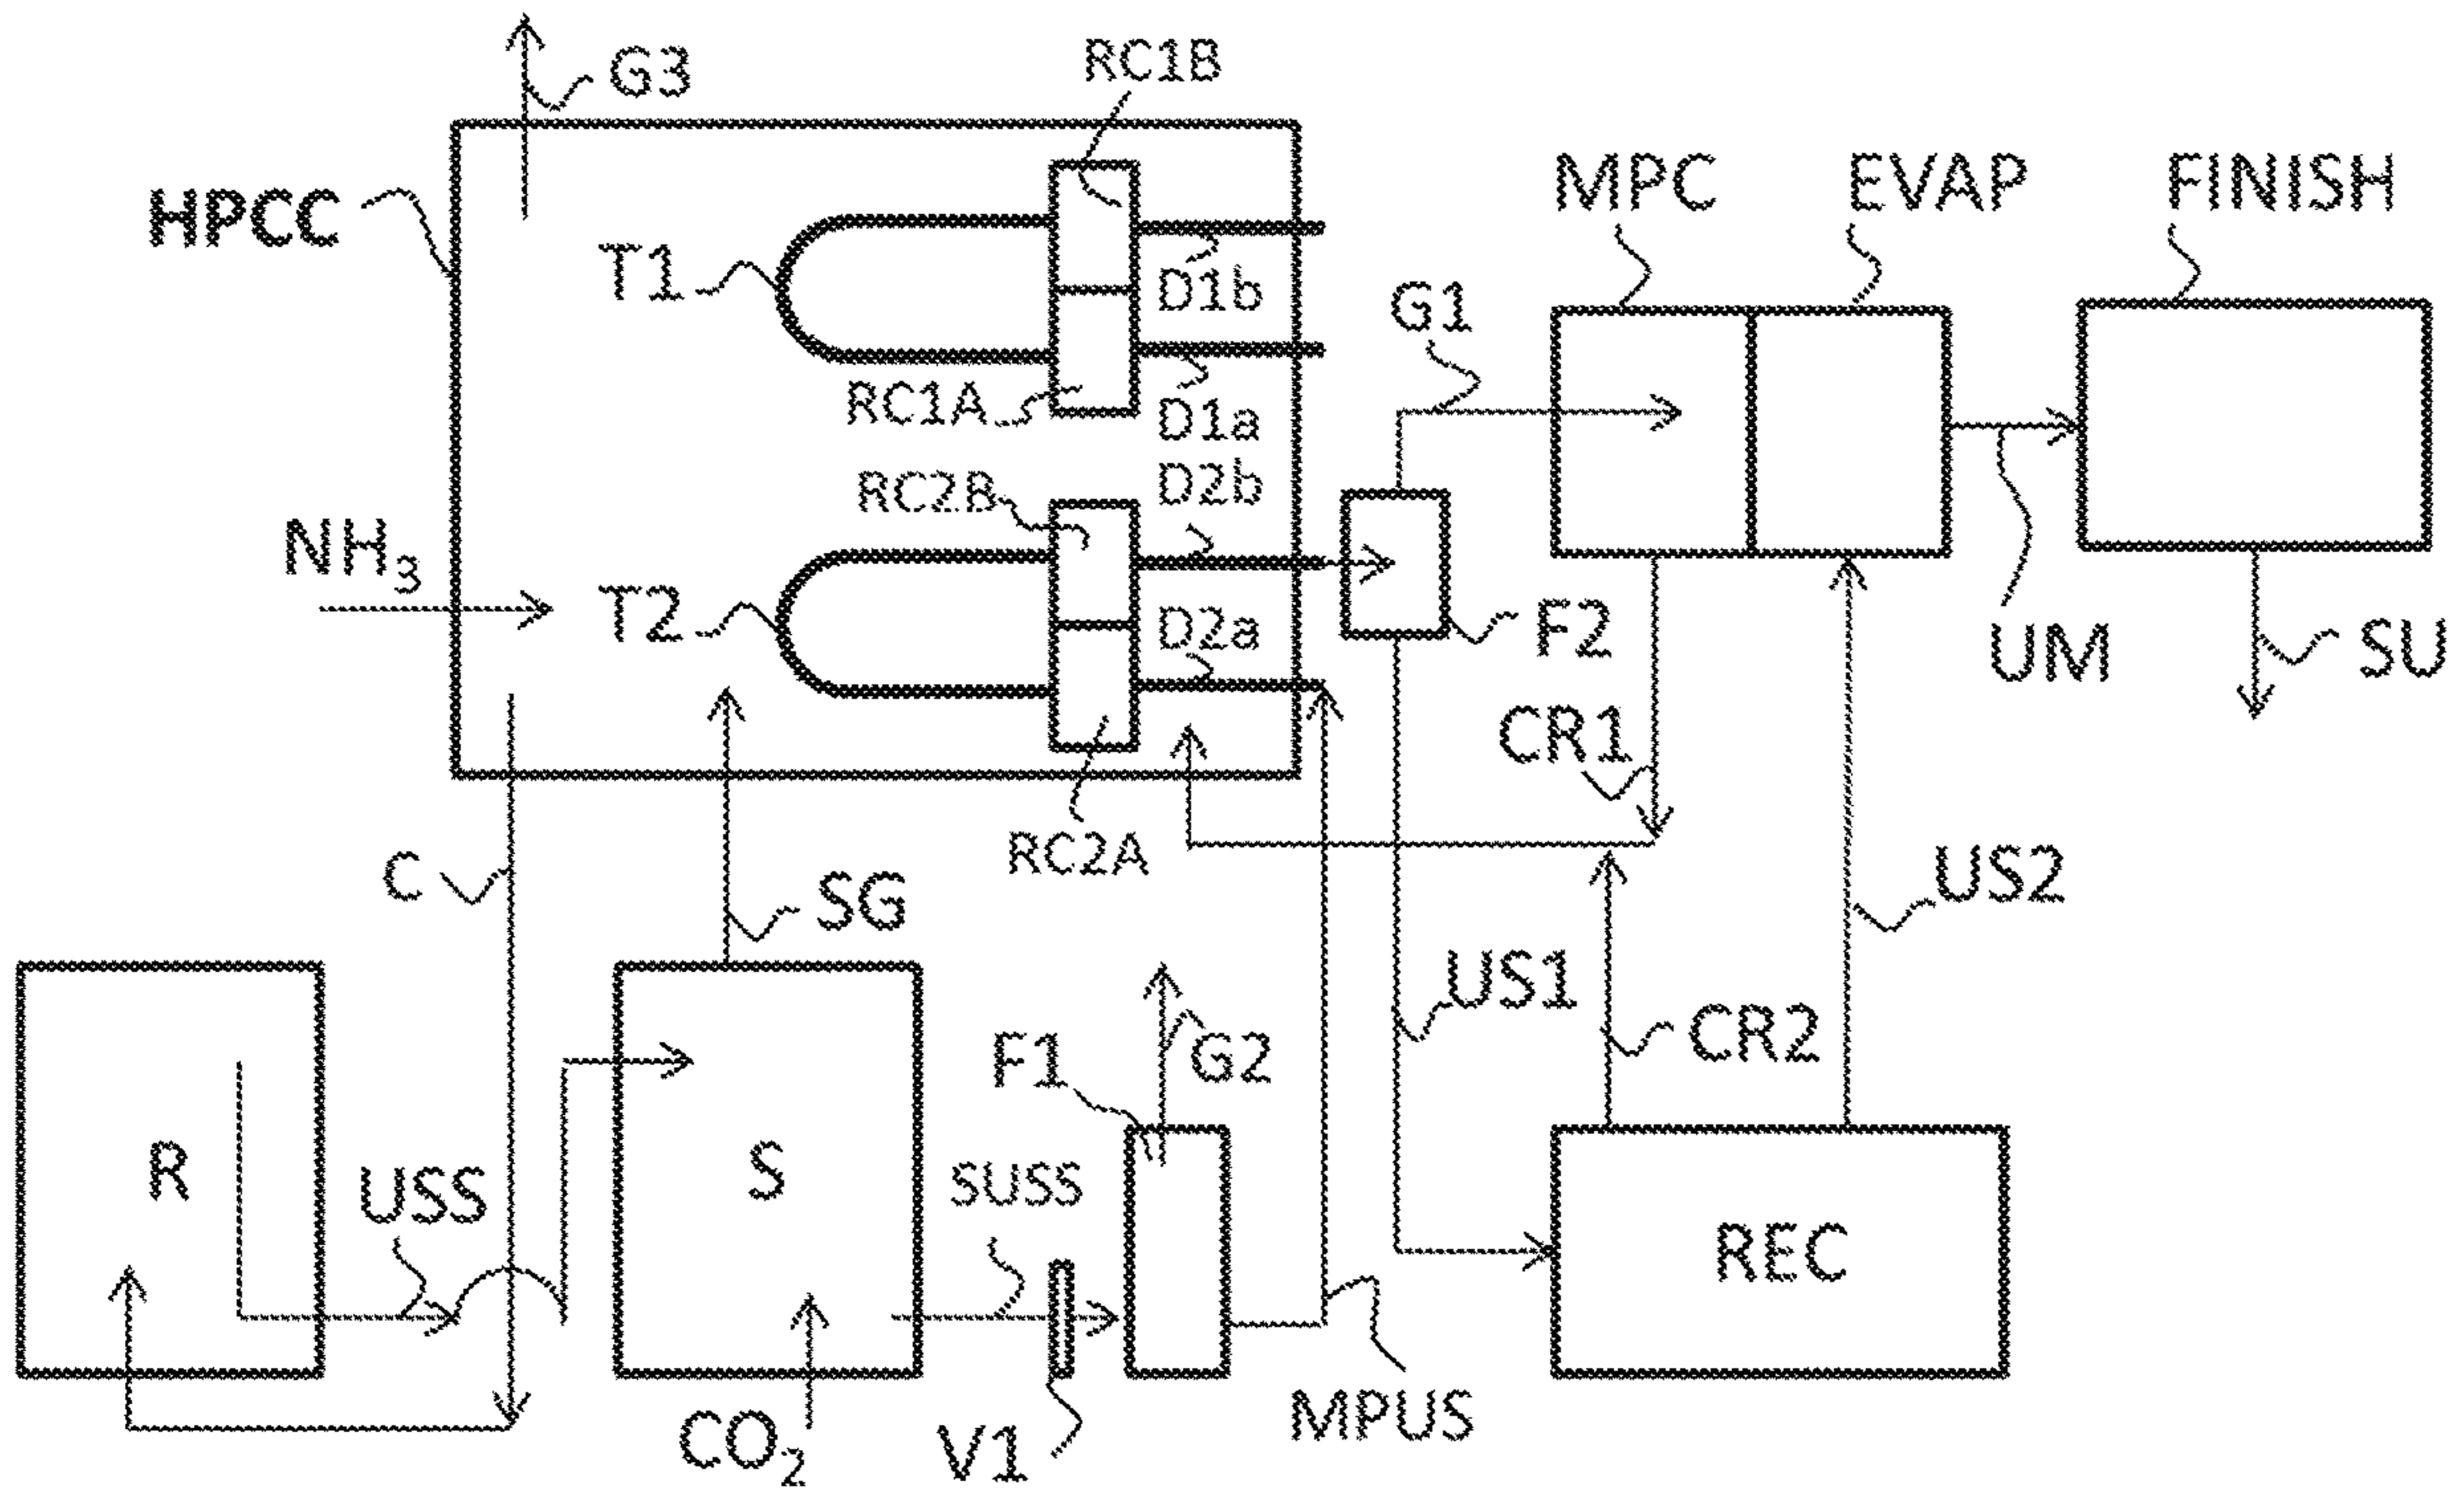 G3
RC1B
HPCC
MPC
EVAP
FINISH
T1
D1b
G1
RC1A
D1a
RC2B
D2b
NH3
T2
D2a
F2
UM
SU
CR1
C
SG
RC2A
US2
US1
CR2
F1
G2
R
USS
S
SUSS
REC
CO2
V1
MPUS